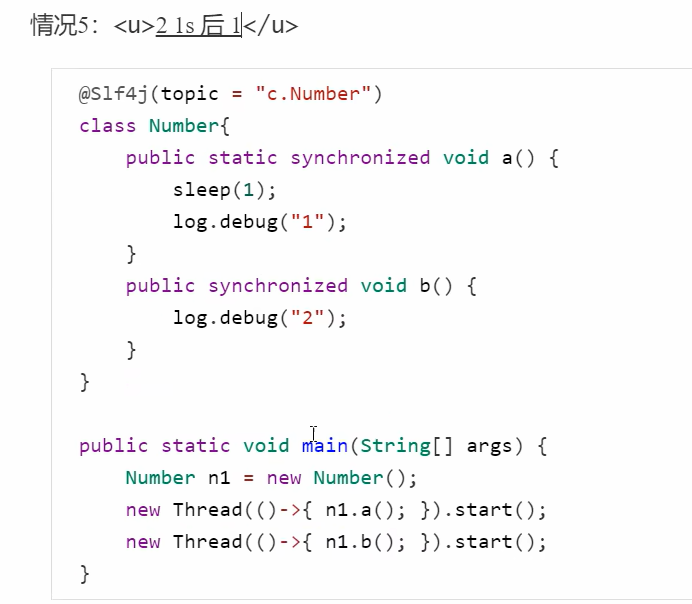 情况5：<u>2 1s 后 1</u>
@Slf4j(topic = "c.Number")
class Number{
    public static synchronized void a() {
        sleep(1);
        log.debug("1");
    }
    public synchronized void b() {
        log.debug("2");
    }
}
public static void main(String[] args) {
    Number n1 = new Number();
    new Thread(()->{ n1.a(); }).start();
    new Thread(()->{ n1.b(); }).start();
}